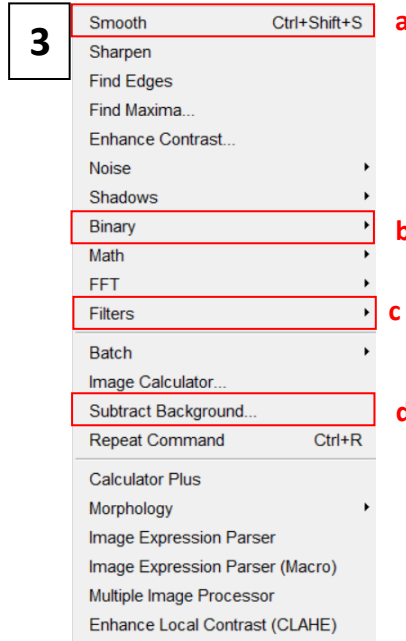 3
Smooth Ctrl+Shift+S a
Sharpen
Find Edges
Find Maxima...
Enhance Contrast...
Noise
Shadows
Binary b
Math
FFT
Filters c
Batch
Image Calculator...
Subtract Background... d
Repeat Command Ctrl+R
Calculator Plus
Morphology
Image Expression Parser
Image Expression Parser (Macro)
Multiple Image Processor
Enhance Local Contrast (CLAHE)